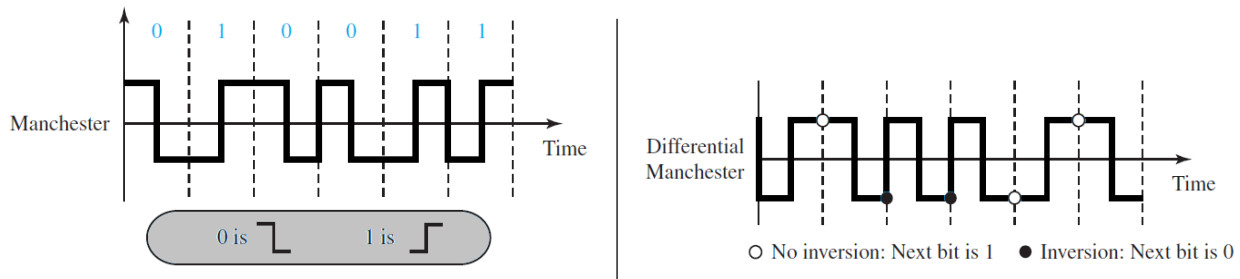 0 1 0 0 1 1
Manchester
Time
0 is 1 is
Differential
Manchester
Time
No inversion: Next bit is 1 Inversion: Next bit is 0